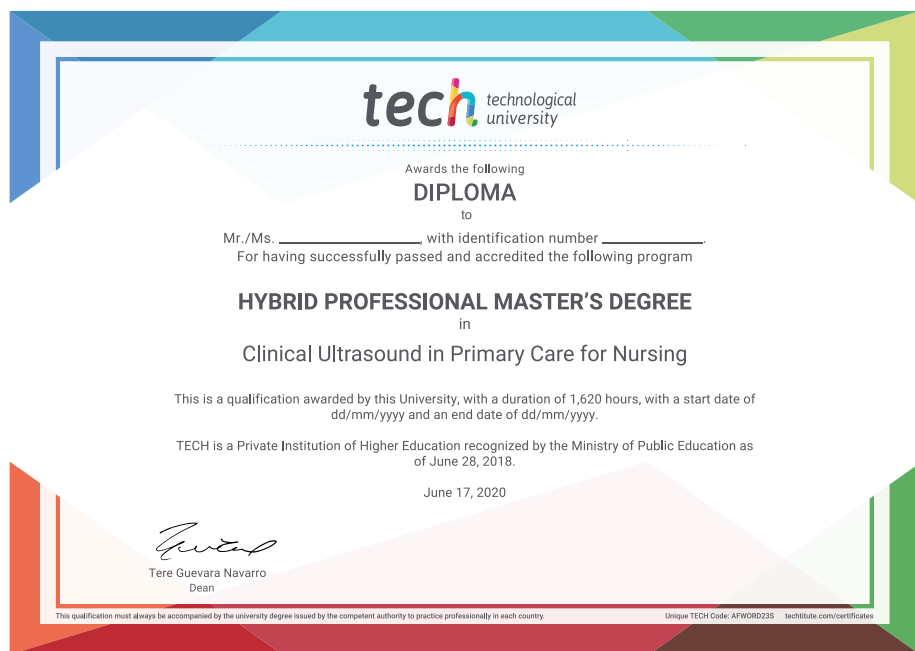 tech technological
university
Awards the following
DIPLOMA
to
Mr./Ms. ____________________, with identification number ______________.
For having successfully passed and accredited the following program
HYBRID PROFESSIONAL MASTER'S DEGREE
in
Clinical Ultrasound in Primary Care for Nursing
This is a qualification awarded by this University, with a duration of 1,620 hours, with a start date of
dd/mm/yyyy and an end date of dd/mm/yyyy.
TECH is a Private Institution of Higher Education recognized by the Ministry of Public Education as
of June 28, 2018.
June 17, 2020
Tere Guevara Navarro
Dean
This qualification must always be accompanied by the university degree issued by the competent authority to practice professionally in each country.
Unique TECH Code: AFWORD23S techtitute.com/certificates